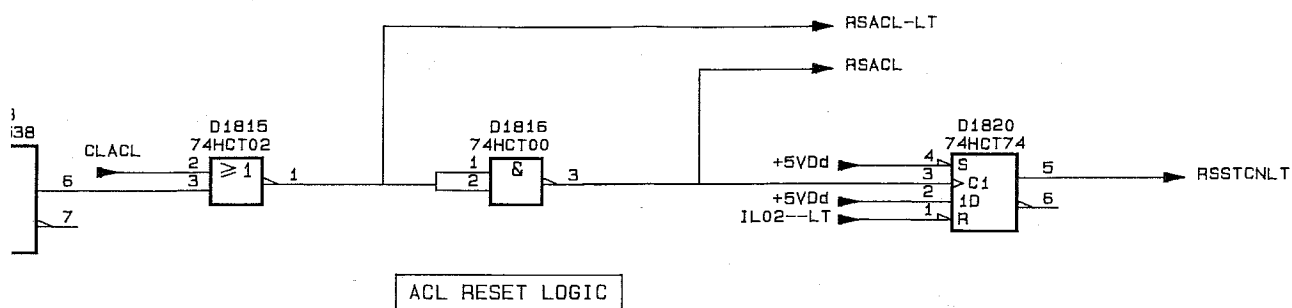 RSACL-LT
RSACL
38
CLACL
D1815
74HCT02
2
3
≥1
1
D1816
74HCT00
1
2
&
3
D1820
74HCT74
+5VDd
4
S
3
C1
+5VDd
2
1D
IL02--LT
1
R
5
RSSTCNLT
6
6
7
ACL RESET LOGIC